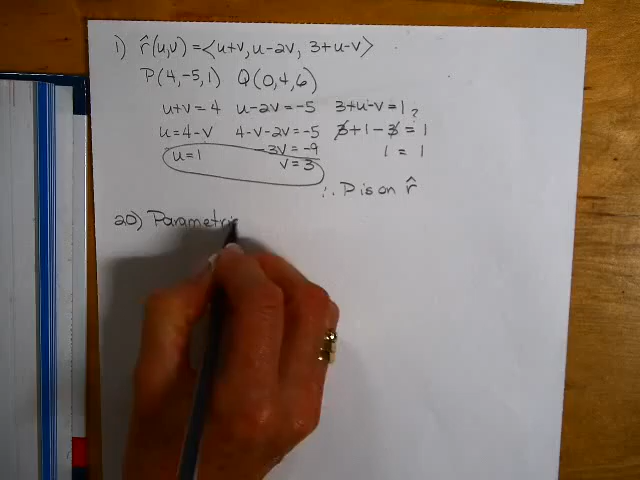 1) r̂(u,v) = <u+v, u-2v, 3+u-v>
P(4,-5,1) Q(0,4,6)
u+v=4 u-2v=-5 3+u-v=1?
u=4-v 4-v-2v=-5 3+1-3=1
u=1 -3v=-9 1=1
v=3
∴ P is on r̂
20) Parametric